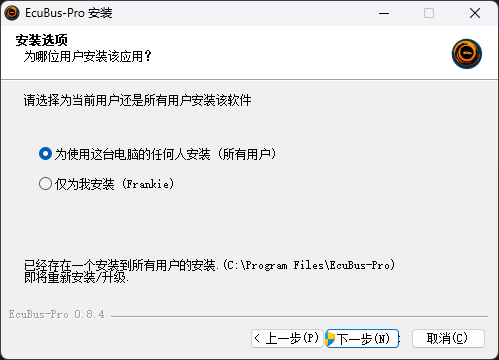 EcuBus-Pro 安装
安装选项
为哪位用户安装该应用？
请选择为当前用户还是所有用户安装该软件
为使用这台电脑的任何人安装 (所有用户)
仅为我安装 (Frankie)
已经存在一个安装到所有用户的安装.(C:\Program Files\EcuBus-Pro)
即将重新安装/升级.
EcuBus-Pro 0.8.4
< 上一步(P)
下一步(N)
取消(C)